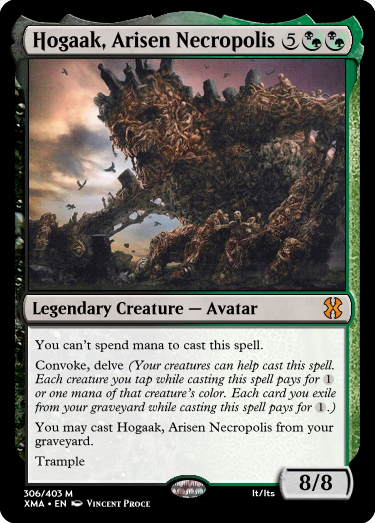 Hogaak, Arisen Necropolis 5
Legendary Creature — Avatar
You can't spend mana to cast this spell.
Convoke, delve (Your creatures can help cast this spell.
Each creature you tap while casting this spell pays for 1
or one mana of that creature's color. Each card you exile
from your graveyard while casting this spell pays for 1.)
You may cast Hogaak, Arisen Necropolis from your
graveyard.
Trample
8/8
306/403 M
XMA • EN Vincent Proce
It/Its